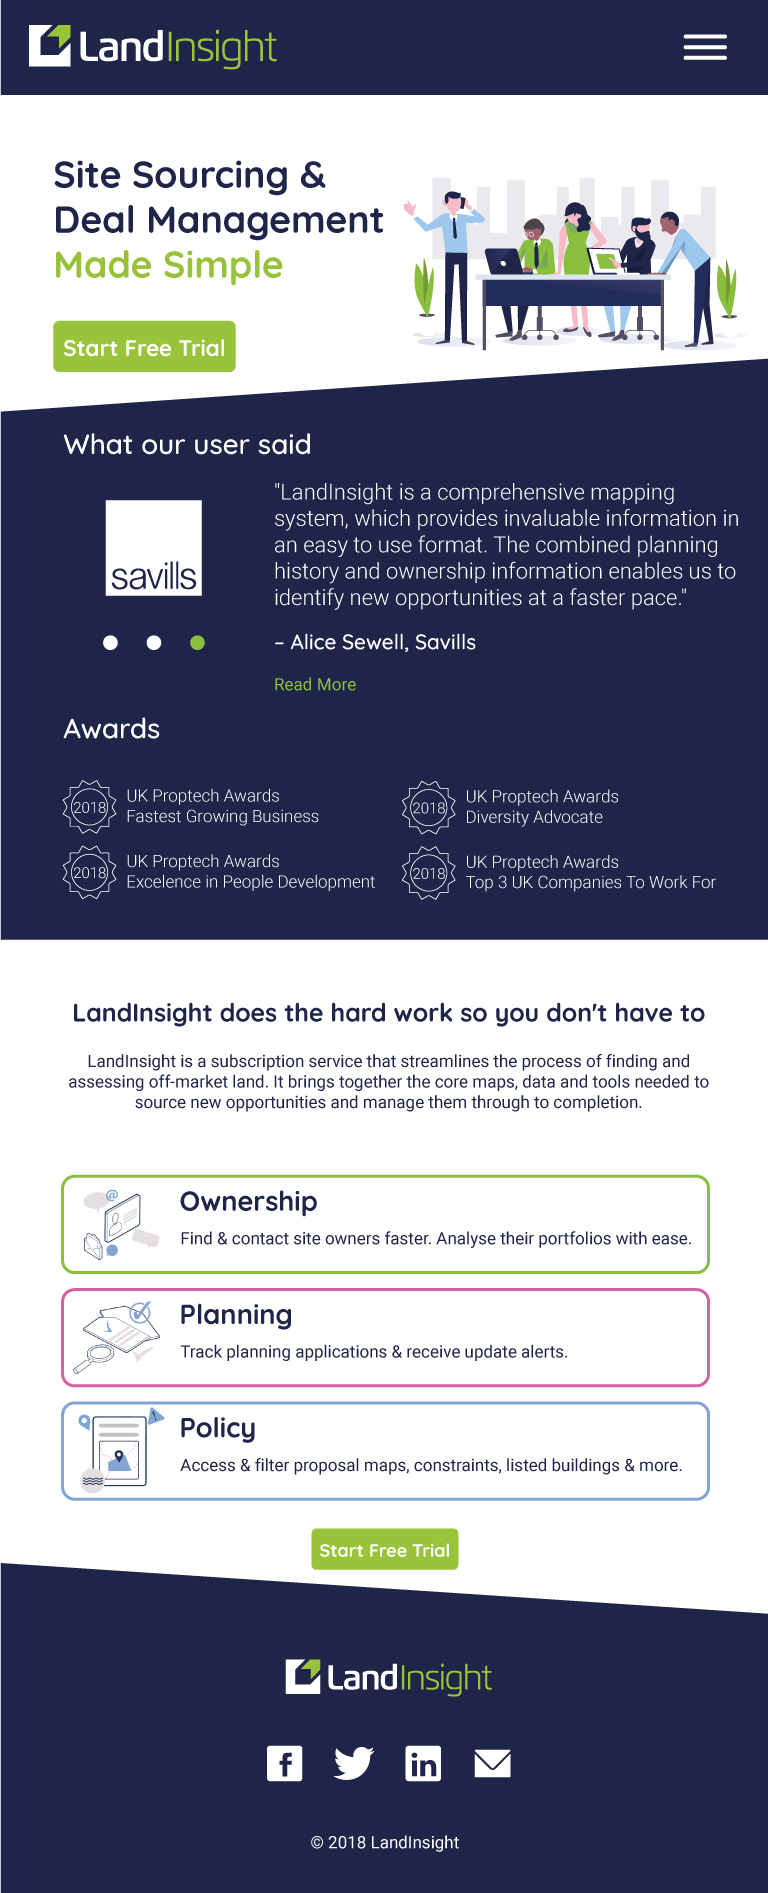 LandInsight
Site Sourcing &
Deal Management
Made Simple
Start Free Trial
What our user said
savills
"LandInsight is a comprehensive mapping
system, which provides invaluable information in
an easy to use format. The combined planning
history and ownership information enables us to
identify new opportunities at a faster pace."
– Alice Sewell, Savills
Read More
Awards
2018
UK Proptech Awards
Fastest Growing Business
2018
UK Proptech Awards
Diversity Advocate
2018
UK Proptech Awards
Excelence in People Development
2018
UK Proptech Awards
Top 3 UK Companies To Work For
LandInsight does the hard work so you don't have to
LandInsight is a subscription service that streamlines the process of finding and
assessing off-market land. It brings together the core maps, data and tools needed to
source new opportunities and manage them through to completion.
@
Ownership
Find & contact site owners faster. Analyse their portfolios with ease.
Planning
Track planning applications & receive update alerts.
Policy
Access & filter proposal maps, constraints, listed buildings & more.
Start Free Trial
LandInsight
f
in
© 2018 LandInsight